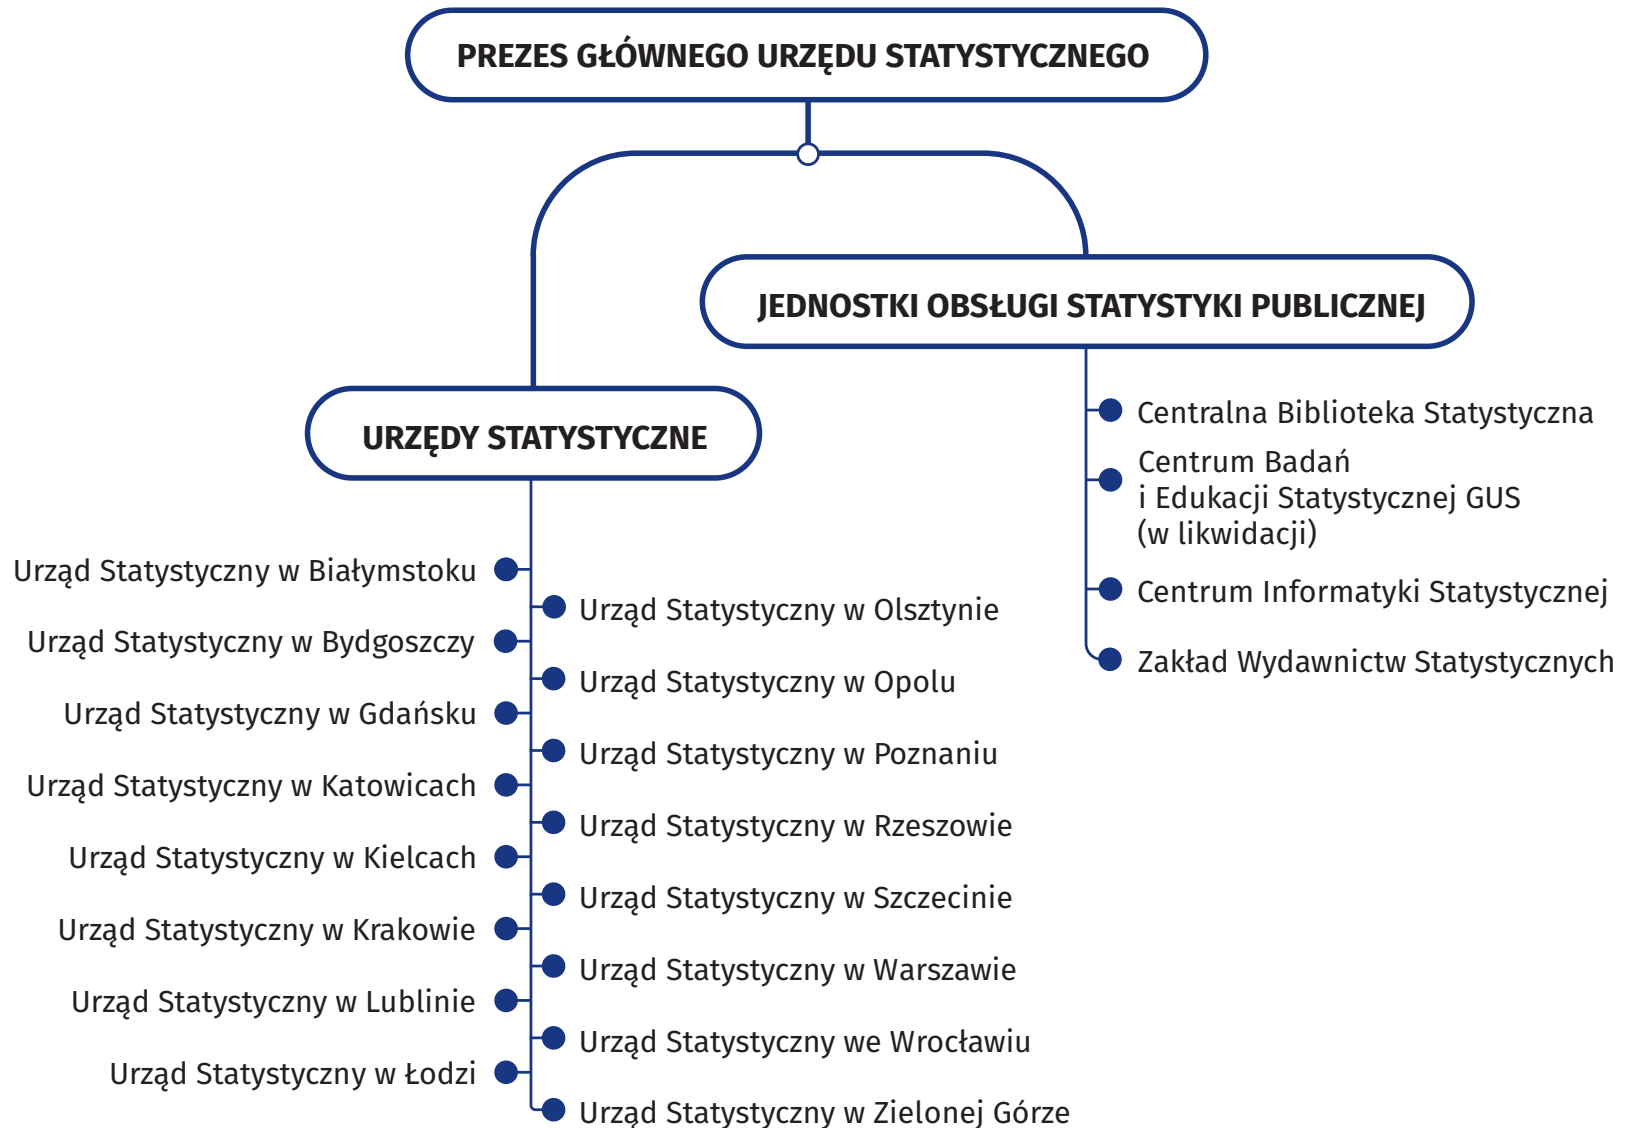 PREZES GŁÓWNEGO URZĘDU STATYSTYCZNEGO
JEDNOSTKI OBSŁUGI STATYSTYKI PUBLICZNEJ
Centralna Biblioteka Statystyczna
Centrum Badań
i Edukacji Statystycznej GUS
(w likwidacji)
Centrum Informatyki Statystycznej
Zakład Wydawnictw Statystycznych
URZĘDY STATYSTYCZNE
Urząd Statystyczny w Białymstoku
Urząd Statystyczny w Bydgoszczy
Urząd Statystyczny w Gdańsku
Urząd Statystyczny w Katowicach
Urząd Statystyczny w Kielcach
Urząd Statystyczny w Krakowie
Urząd Statystyczny w Lublinie
Urząd Statystyczny w Łodzi
Urząd Statystyczny w Olsztynie
Urząd Statystyczny w Opolu
Urząd Statystyczny w Poznaniu
Urząd Statystyczny w Rzeszowie
Urząd Statystyczny w Szczecinie
Urząd Statystyczny w Warszawie
Urząd Statystyczny we Wrocławiu
Urząd Statystyczny w Zielonej Górze